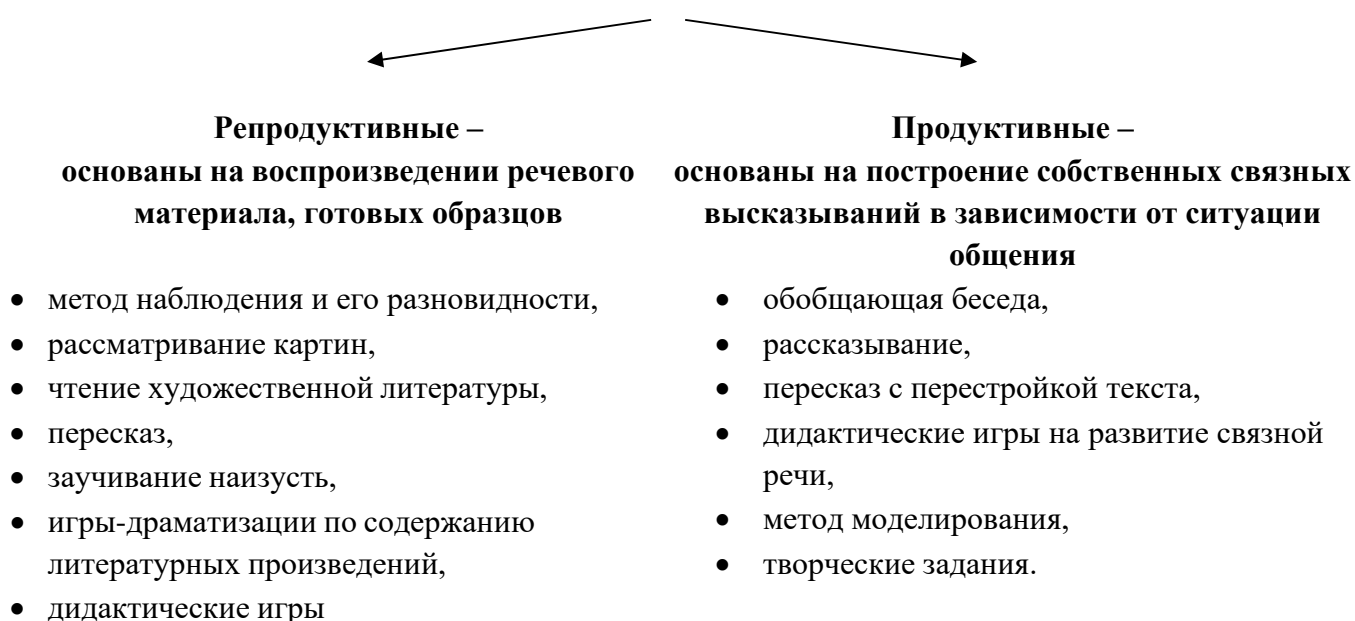 Репродуктивные –
основаны на воспроизведении речевого
материала, готовых образцов
• метод наблюдения и его разновидности,
• рассматривание картин,
• чтение художественной литературы,
• пересказ,
• заучивание наизусть,
• игры-драматизации по содержанию
литературных произведений,
• дидактические игры
Продуктивные –
основаны на построение собственных связных
высказываний в зависимости от ситуации
общения
• обобщающая беседа,
• рассказывание,
• пересказ с перестройкой текста,
• дидактические игры на развитие связной
речи,
• метод моделирования,
• творческие задания.